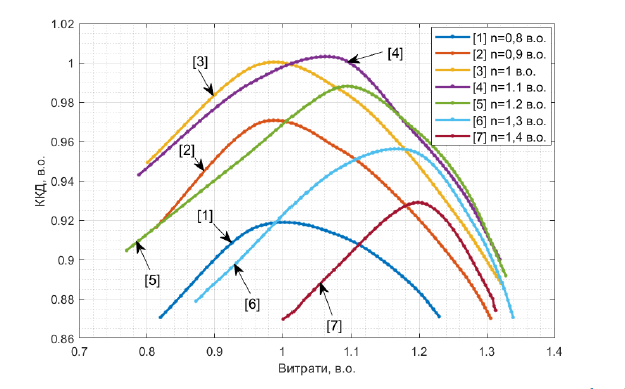 1.02
1
0.98
0.96
0.94
0.92
0.9
0.88
0.86
ККД, в.о.
0.7
0.8
0.9
1
1.1
1.2
1.3
1.4
Витрати, в.о.
[3]
[4]
[2]
[1]
[5]
[6]
[7]
[1] n=0,8 в.о.
[2] n=0,9 в.о.
[3] n=1 в.о.
[4] n=1.1 в.о.
[5] n=1.2 в.о.
[6] n=1,3 в.о.
[7] n=1,4 в.о.